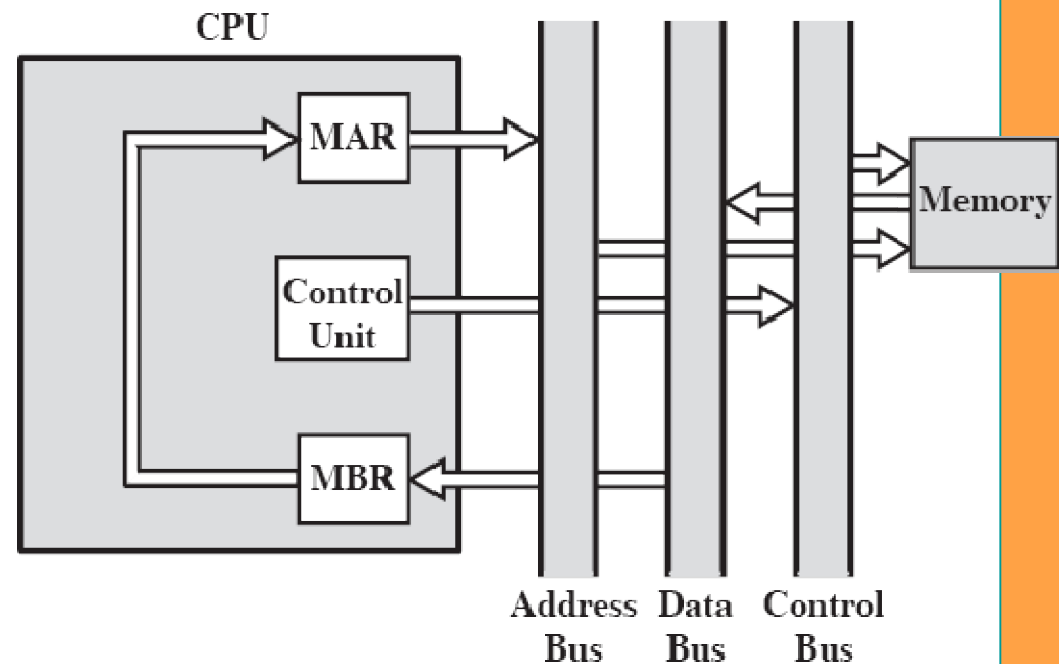 CPU
MAR
Memory
Control
Unit
MBR
Address Data Control
Bus Bus Bus